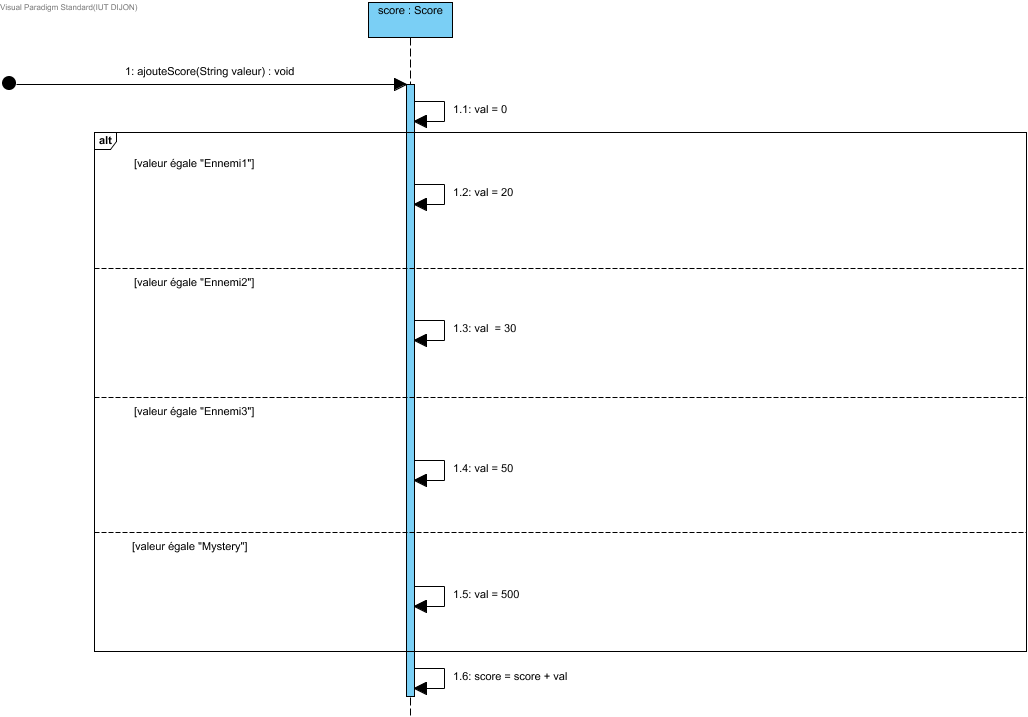 Visual Paradigm Standard(IUT DIJON)
score : Score
1: ajouteScore(String valeur) : void
1.1: val = 0
alt
[valeur égale "Ennemi1"]
1.2: val = 20
[valeur égale "Ennemi2"]
1.3: val  = 30
[valeur égale "Ennemi3"]
1.4: val = 50
[valeur égale "Mystery"]
1.5: val = 500
1.6: score = score + val